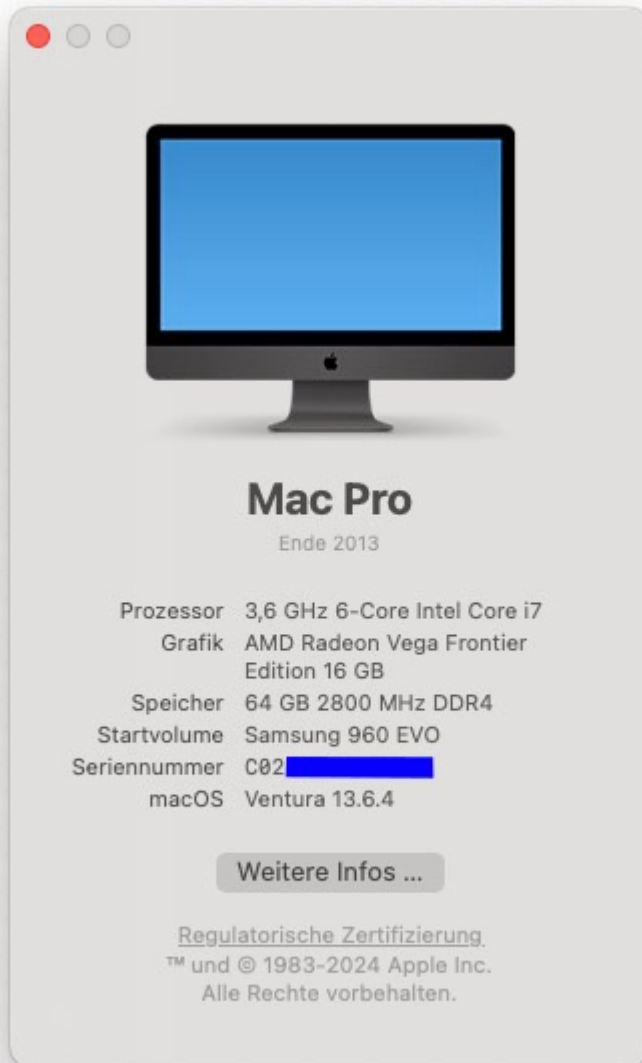 Mac Pro
Ende 2013
Prozessor 3,6 GHz 6-Core Intel Core i7
Grafik AMD Radeon Vega Frontier
Edition 16 GB
Speicher 64 GB 2800 MHz DDR4
Startvolume Samsung 960 EVO
Seriennummer C02
macOS Ventura 13.6.4
Weitere Infos ...
Regulatorische Zertifizierung
™ und © 1983-2024 Apple Inc.
Alle Rechte vorbehalten.